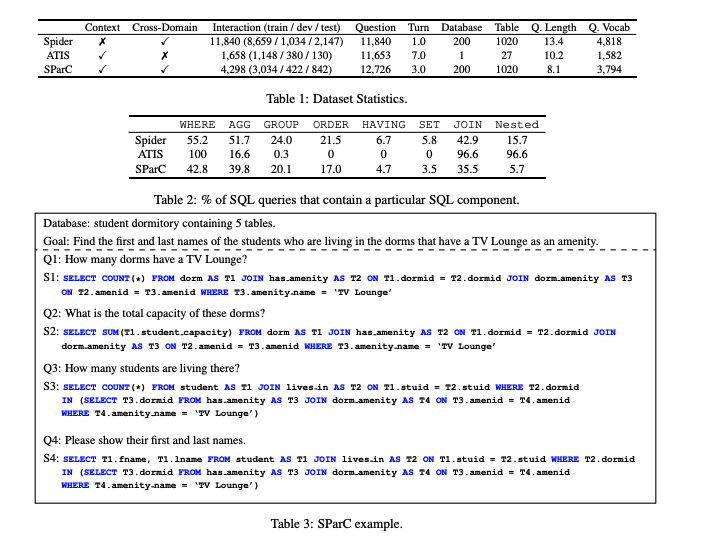 Context Cross-Domain Interaction (train / dev / test) Question Turn Database Table Q. Length Q. Vocab
Spider ✗ ✓ 11,840 (8,659 / 1,034 / 2,147) 11,840 1.0 200 1020 13.4 4,818
ATIS ✓ ✗ 1,658 (1,148 / 380 / 130) 11,653 7.0 1 27 10.2 1,582
SParC ✓ ✓ 4,298 (3,034 / 422 / 842) 12,726 3.0 200 1020 8.1 3,794
Table 1: Dataset Statistics.
WHERE AGG GROUP ORDER HAVING SET JOIN Nested
Spider 55.2 51.7 24.0 21.5 6.7 5.8 42.9 15.7
ATIS 100 16.6 0.3 0 0 0 96.6 96.6
SParC 42.8 39.8 20.1 17.0 4.7 3.5 35.5 5.7
Table 2: % of SQL queries that contain a particular SQL component.
Database: student dormitory containing 5 tables.
Goal: Find the first and last names of the students who are living in the dorms that have a TV Lounge as an amenity.
Q1: How many dorms have a TV Lounge?
S1: SELECT COUNT(*) FROM dorm AS T1 JOIN has_amenity AS T2 ON T1.dormid = T2.dormid JOIN dorm_amenity AS T3
ON T2.amenid = T3.amenid WHERE T3.amenity_name = ‘TV Lounge’
Q2: What is the total capacity of these dorms?
S2: SELECT SUM(T1.student_capacity) FROM dorm AS T1 JOIN has_amenity AS T2 ON T1.dormid = T2.dormid JOIN
dorm_amenity AS T3 ON T2.amenid = T3.amenid WHERE T3.amenity_name = ‘TV Lounge’
Q3: How many students are living there?
S3: SELECT COUNT(*) FROM student AS T1 JOIN lives_in AS T2 ON T1.stuid = T2.stuid WHERE T2.dormid
IN (SELECT T3.dormid FROM has_amenity AS T3 JOIN dorm_amenity AS T4 ON T3.amenid = T4.amenid
WHERE T4.amenity_name = ‘TV Lounge’)
Q4: Please show their first and last names.
S4: SELECT T1.fname, T1.lname FROM student AS T1 JOIN lives_in AS T2 ON T1.stuid = T2.stuid WHERE T2.dormid
IN (SELECT T3.dormid FROM has_amenity AS T3 JOIN dorm_amenity AS T4 ON T3.amenid = T4.amenid
WHERE T4.amenity_name = ‘TV Lounge’)
Table 3: SParC example.